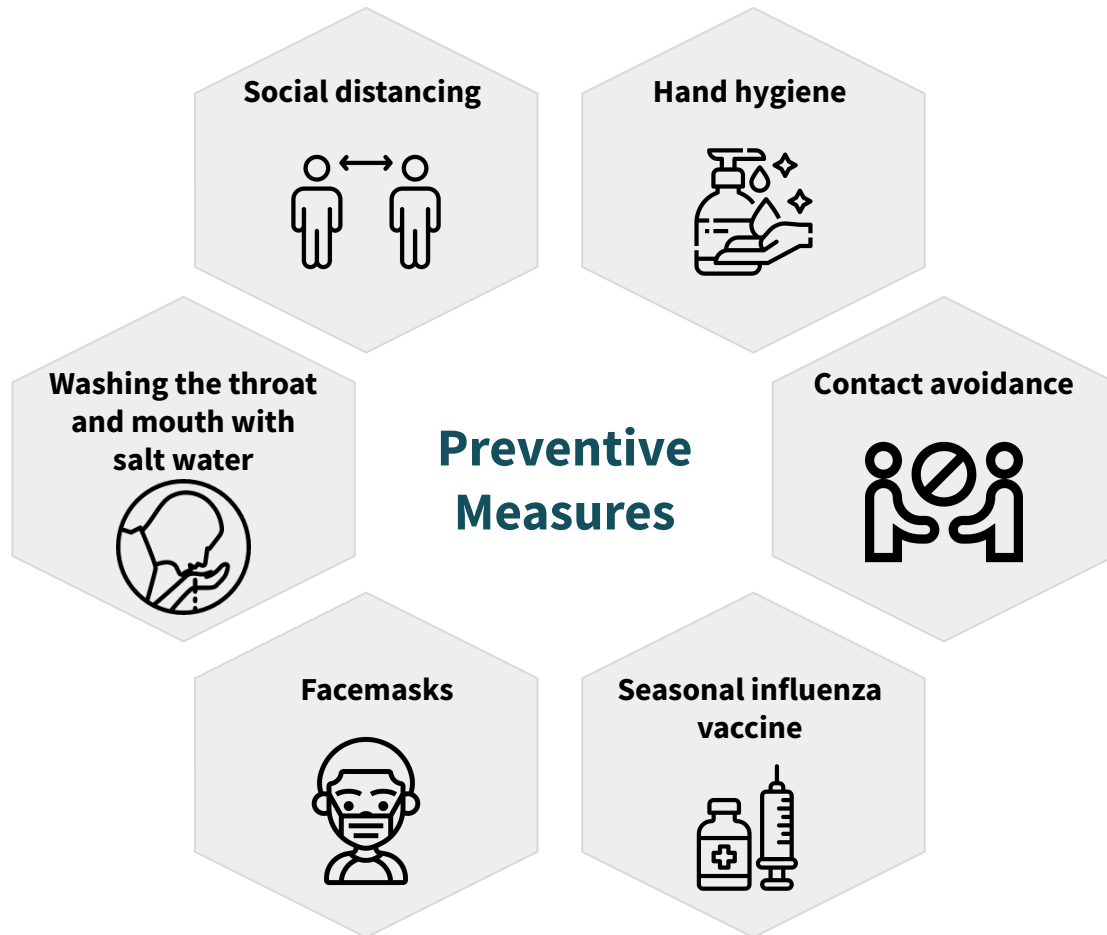 Social distancing
Hand hygiene
Washing the throat
and mouth with
salt water
Preventive
Measures
Contact avoidance
Facemasks
Seasonal influenza
vaccine